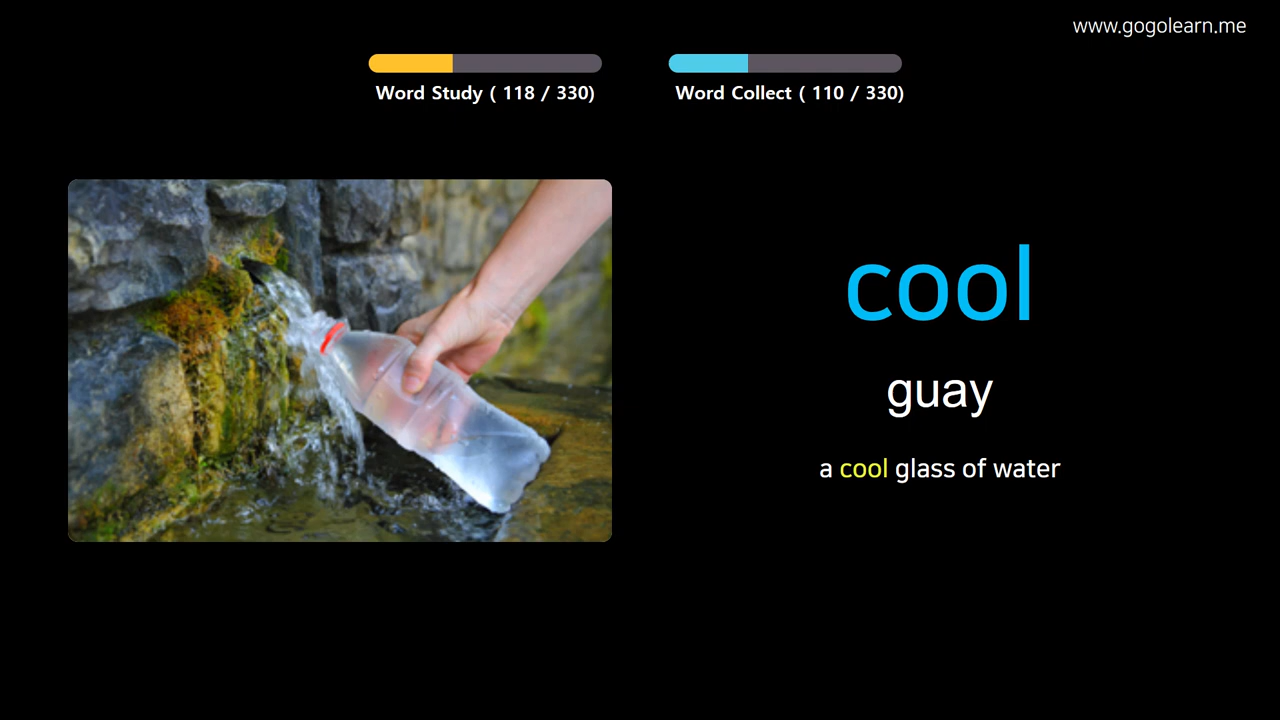 www.gogolearn.me
Word Study ( 118 / 330)
Word Collect ( 110 / 330)
cool
guay
a cool glass of water